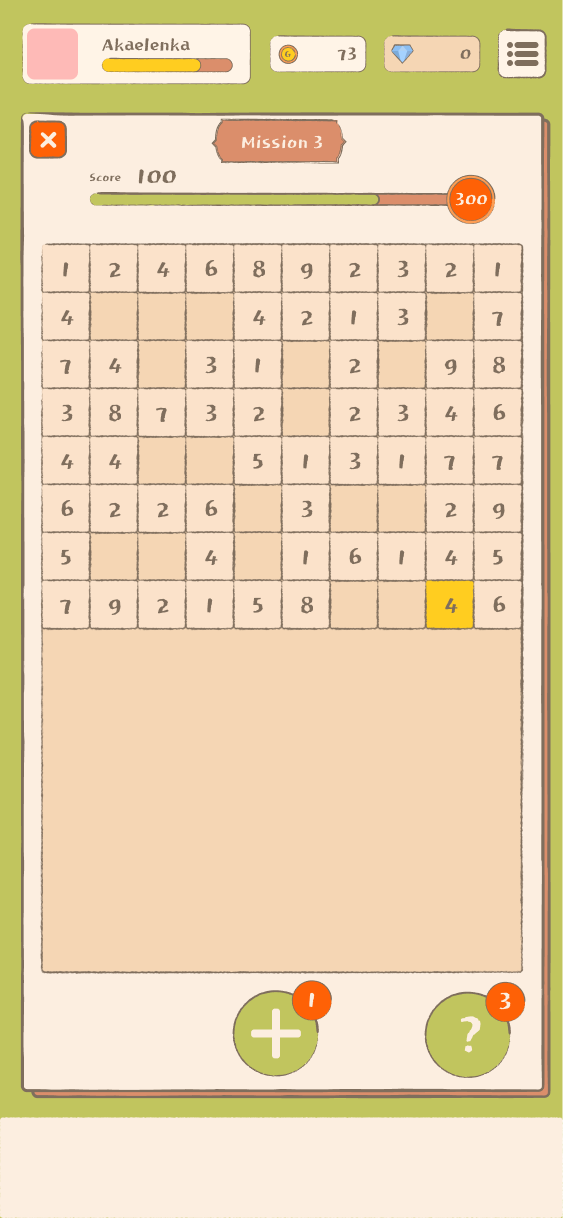 Akaelenka
73
0
Mission 3
Score 100
300
1 2 4 6 8 9 2 3 2 1
4 4 2 1 3 7
7 4 3 1 2 9 8
3 8 7 3 2 2 3 4 6
4 4 5 1 3 1 7 7
6 2 2 6 3 2 9
5 4 1 6 1 4 5
7 9 2 1 5 8 4 6
1
3
?